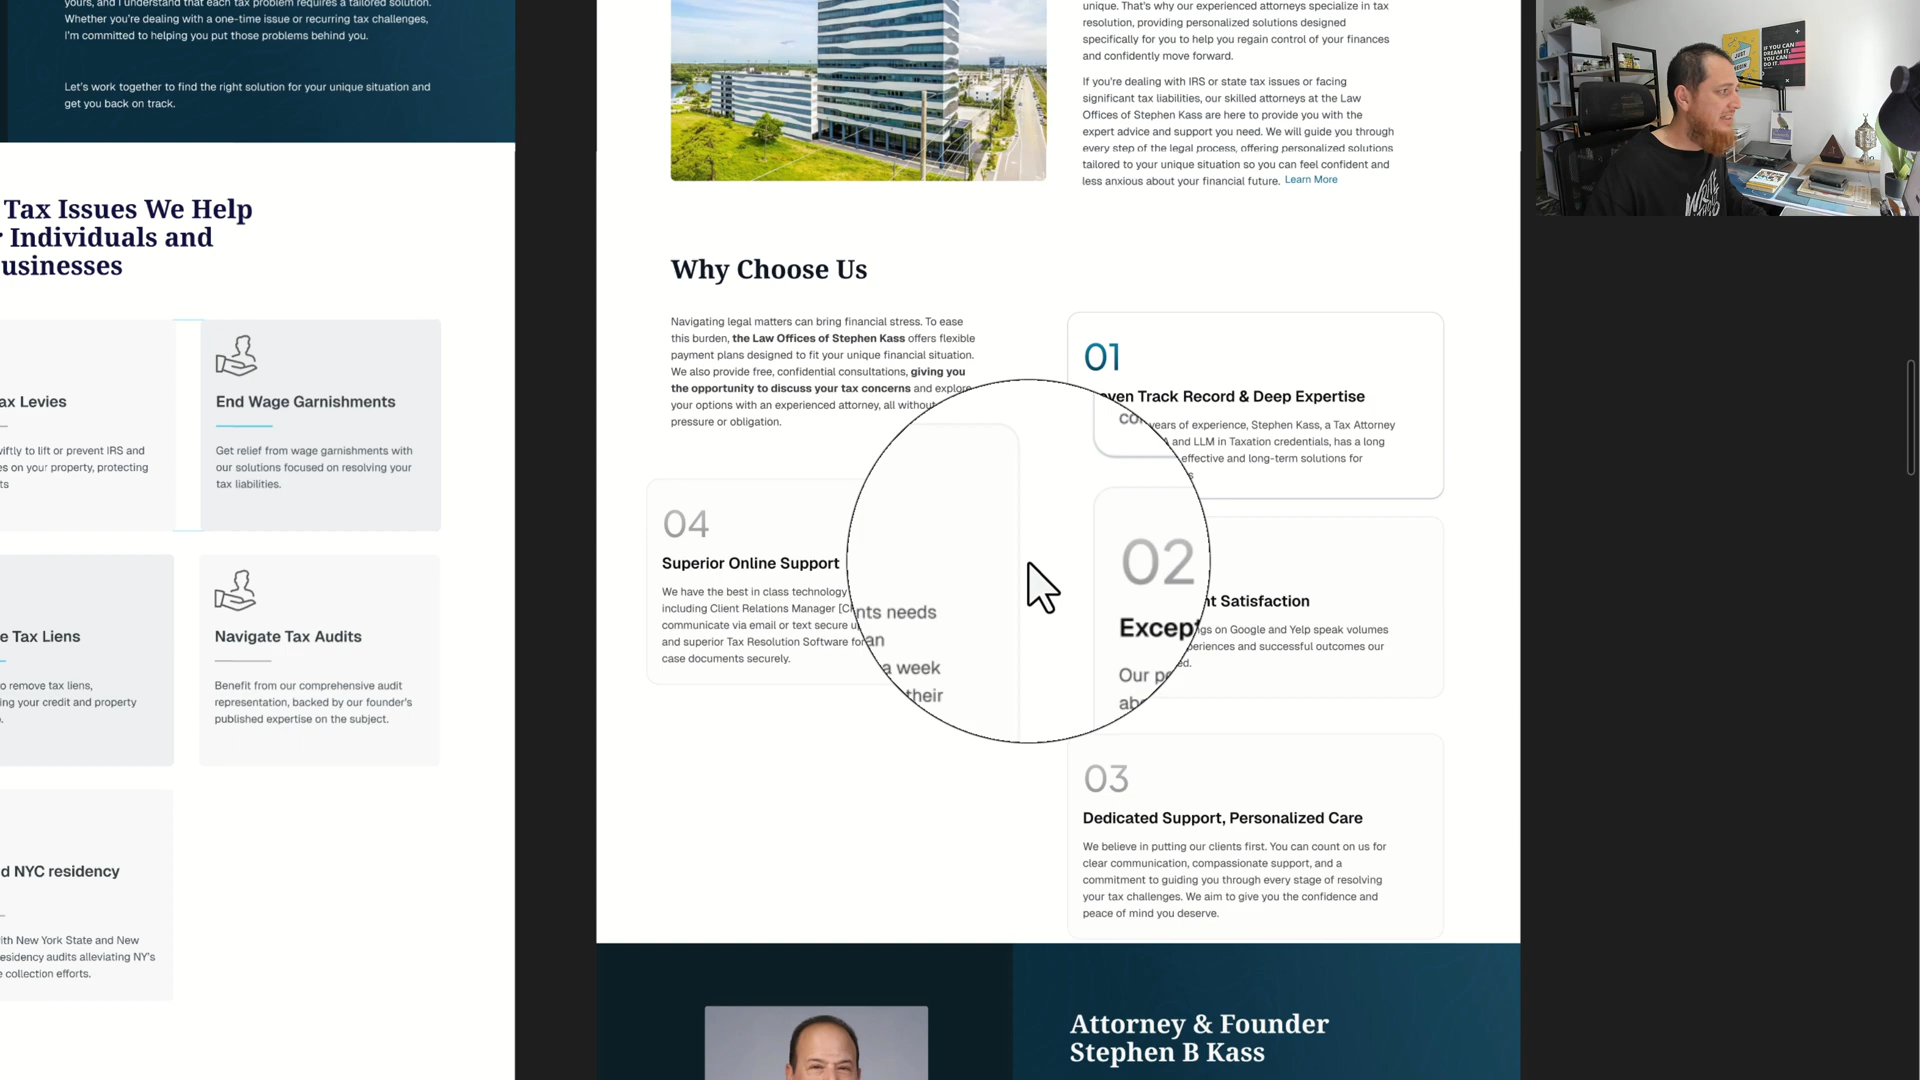 yours, and I understand that each tax problem requires a tailored solution.
Whether you're dealing with a one-time issue or recurring tax challenges,
I'm committed to helping you put those problems behind you.
Let's work together to find the right solution for your unique situation and
get you back on track.
Tax Issues We Help
Individuals and
usinesses
ax Levies
iftly to lift or prevent IRS and
es on your property, protecting
ts
End Wage Garnishments
Get relief from wage garnishments with
our solutions focused on resolving your
tax liabilities.
e Tax Liens
o remove tax liens,
ing your credit and property
Navigate Tax Audits
Benefit from our comprehensive audit
representation, backed by our founder's
published expertise on the subject.
d NYC residency
ith New York State and New
esidency audits alleviating NY's
e collection efforts.
unique. That's why our experienced attorneys specialize in tax
resolution, providing personalized solutions designed
specifically for you to help you regain control of your finances
and confidently move forward.
If you're dealing with IRS or state tax issues or facing
significant tax liabilities, our skilled attorneys at the Law
Offices of Stephen Kass are here to provide you with the
expert advice and support you need. We will guide you through
every step of the legal process, offering personalized solutions
tailored to your unique situation so you can feel confident and
less anxious about your financial future. Learn More
Why Choose Us
Navigating legal matters can bring financial stress. To ease
this burden, the Law Offices of Stephen Kass offers flexible
payment plans designed to fit your unique financial situation.
We also provide free, confidential consultations, giving you
the opportunity to discuss your tax concerns and explore
your options with an experienced attorney, all without
pressure or obligation.
01
ven Track Record & Deep Expertise
years of experience, Stephen Kass, a Tax Attorney
and LLM in Taxation credentials, has a long
effective and long-term solutions for
04
Superior Online Support
We have the best in class technology
including Client Relations Manager
communicate via email or text secure
and superior Tax Resolution Software for
case documents securely.
nts needs
an
a week
their
02
Except
Our
nt Satisfaction
gs on Google and Yelp speak volumes
periences and successful outcomes our
ed.
03
Dedicated Support, Personalized Care
We believe in putting our clients first. You can count on us for
clear communication, compassionate support, and a
commitment to guiding you through every stage of resolving
your tax challenges. We aim to give you the confidence and
peace of mind you deserve.
Attorney & Founder
Stephen B Kass
JUST
BEGIN
IF YOU CAN
DREAM IT,
YOU CAN
DO IT.